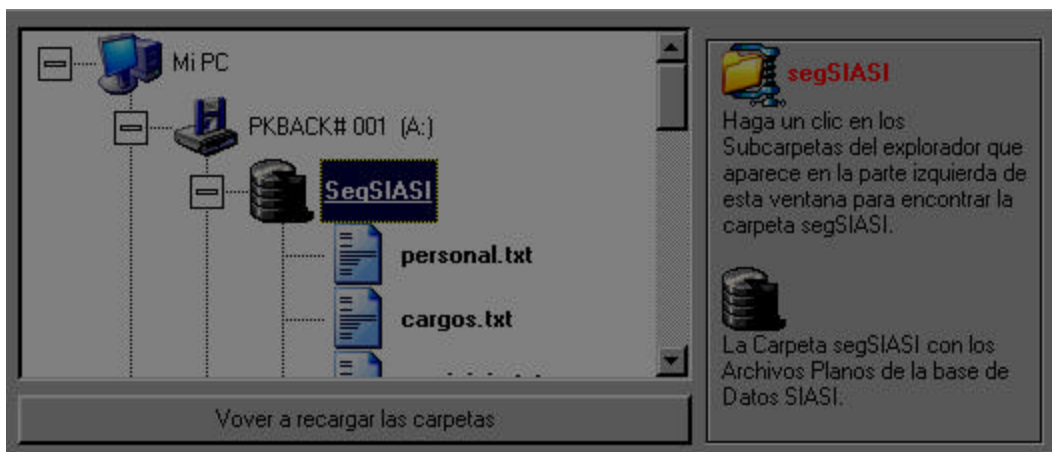 Mi PC
PKBACK# 001 (A:)
SegSIASI
personal.txt
cargos.txt
Vover a recargar las carpetas
segSIASI
Haga un clic en los
Subcarpetas del explorador que
aparece en la parte izquierda de
esta ventana para encontrar la
carpeta segSIASI.
La Carpeta segSIASI con los
Archivos Planos de la base de
Datos SIASI.